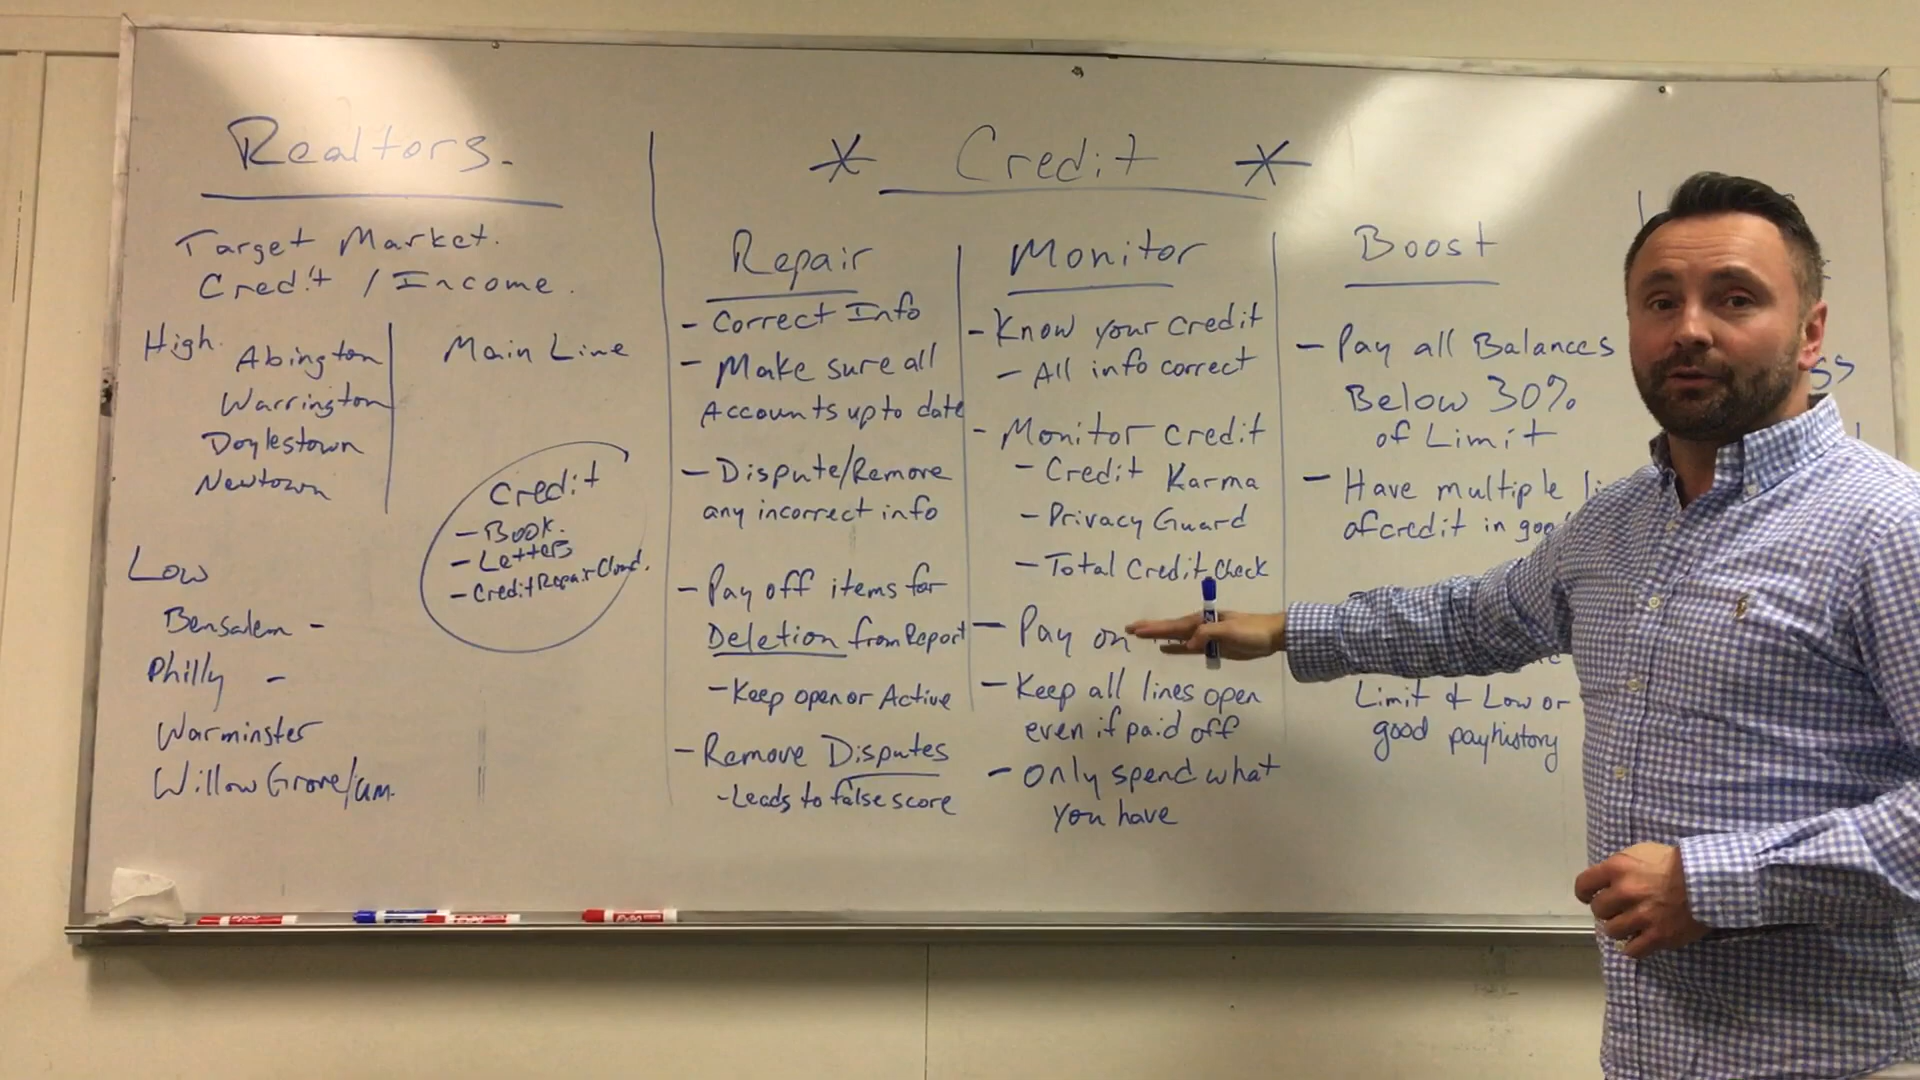 Realtors.
Target Market.
Credit / Income.
High. Abington
Warrington
Doylestown
Newtown
Main Line
Credit
- Book.
- Letters
- Credit Repair Cloud.
Low
Bensalem -
Philly -
Warminster
Willow Grove/
* Credit *
Repair
- Correct Info
- Make sure all
Accounts up to date
- Dispute/Remove
any incorrect info
- Pay off items for
Deletion from Report
- Keep open or Active
- Remove Disputes
- Leads to false score
Monitor
- Know your credit
- All info correct
- Monitor credit
- Credit Karma
- Privacy Guard
- Total Credit Check
- Pay on
- Keep all lines open
even if paid off
- Only spend what
you have
Boost
- Pay all Balances
Below 30%
of Limit
- Have multiple
of credit in
Limit & Low or
good pay history